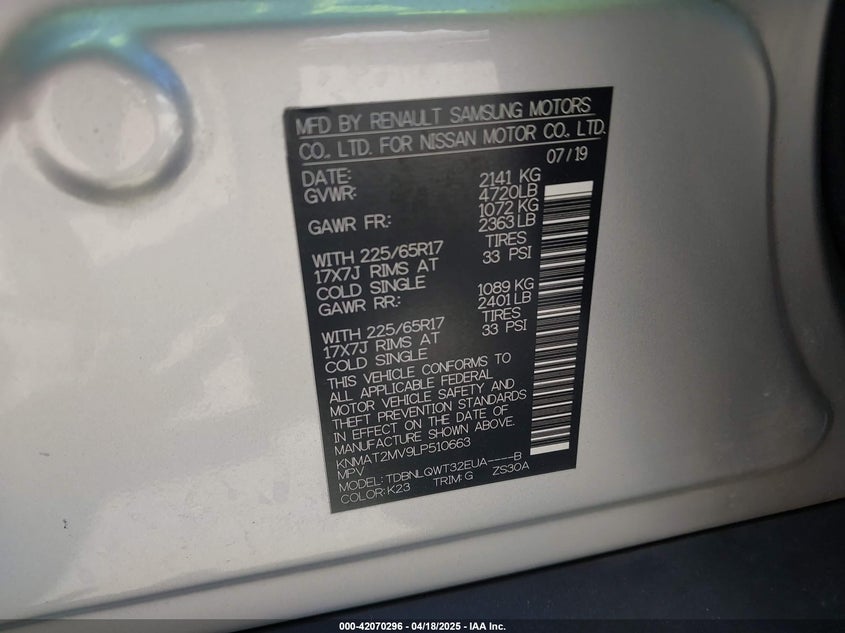 MFD BY RENAULT SAMSUNG MOTORS
CO., LTD. FOR NISSAN MOTOR CO., LTD.
DATE: 07/19
GVWR: 2141 KG
4720LB
GAWR FR: 1072 KG
2363LB
WITH 225/65R17 TIRES
17X7J RIMS AT 33 PSI
COLD SINGLE
GAWR RR: 1089 KG
2401LB
WITH 225/65R17 TIRES
17X7J RIMS AT 33 PSI
COLD SINGLE
THIS VEHICLE CONFORMS TO
ALL APPLICABLE FEDERAL
MOTOR VEHICLE SAFETY AND
THEFT PREVENTION STANDARDS
IN EFFECT ON THE DATE OF
MANUFACTURE SHOWN ABOVE.
KNMAT2MV9LP510663
MPV
MODEL: TDBNLQWT32EUA----B
COLOR: K23 TRIM: G ZS30A
000-42070296 - 04/18/2025 - IAA Inc.